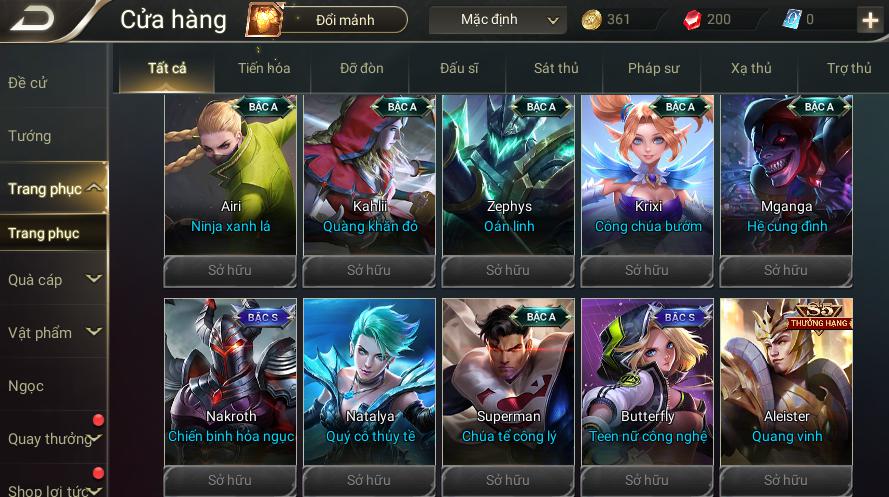 Cửa hàng
Đổi mảnh
Mặc định
361
200
0
Đề cử
Tướng
Trang phục
Trang phục
Quà cáp
Vật phẩm
Ngọc
Quay thưởng
Shop lợi tức
Tất cả
Tiến hóa
Đỡ đòn
Đấu sĩ
Sát thủ
Pháp sư
Xạ thủ
Trợ thủ
BẬC A
Airi
Ninja xanh lá
Sở hữu
BẬC A
Kahlii
Quàng khăn đỏ
Sở hữu
BẬC A
Zephys
Oán linh
Sở hữu
BẬC A
Krixi
Công chúa bướm
Sở hữu
BẬC A
Mganga
Hề cung đình
Sở hữu
BẬC S
Nakroth
Chiến binh hỏa ngục
Sở hữu
Natalya
Quý cô thủy tề
Sở hữu
BẬC A
Superman
Chúa tể công lý
Sở hữu
BẬC S
Butterfly
Teen nữ công nghệ
Sở hữu
S5
THƯỞNG HẠNG
Aleister
Quang vinh
Sở hữu